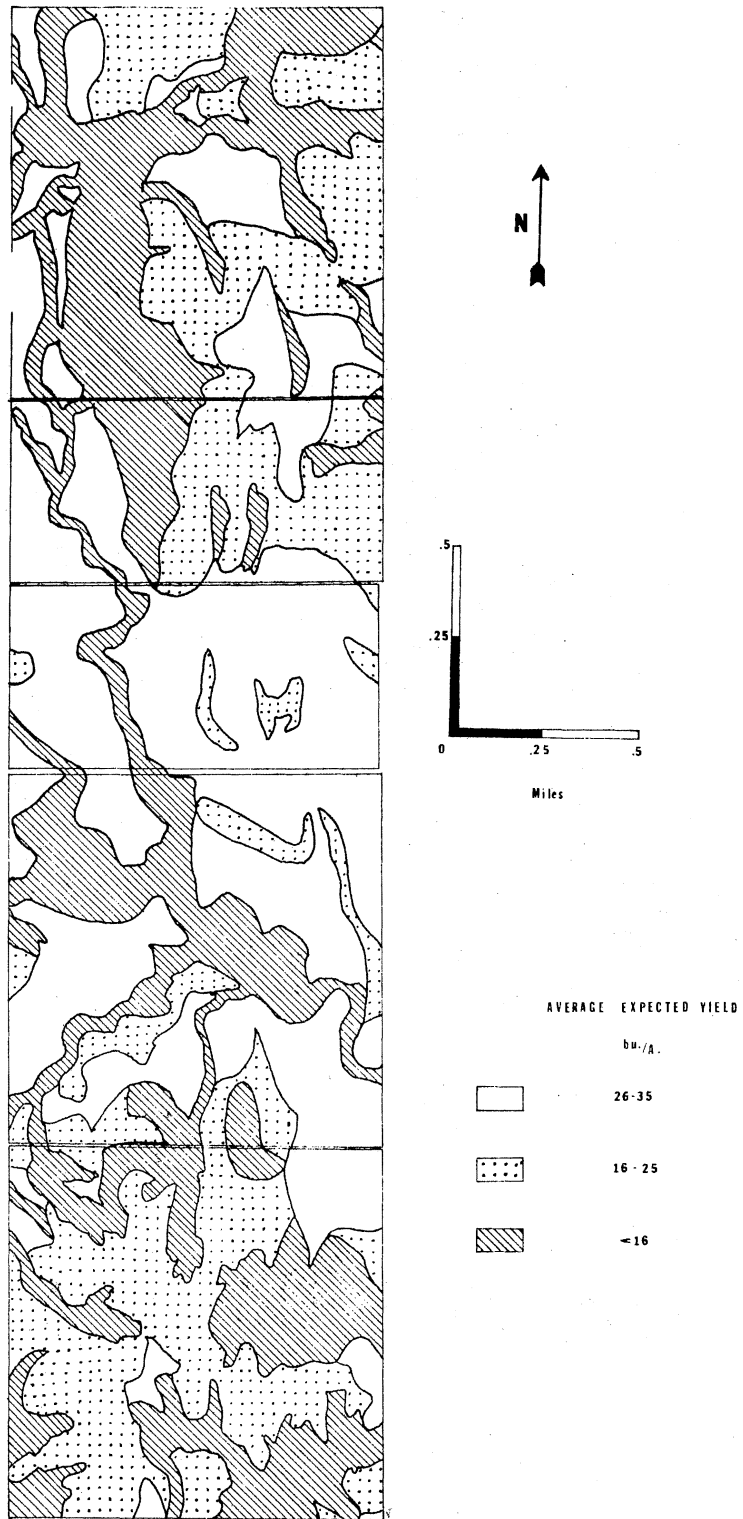 N
.5
.25
0 .25 .5
Miles
AVERAGE EXPECTED YIELD
bu./A.
26-35
16-25
<16